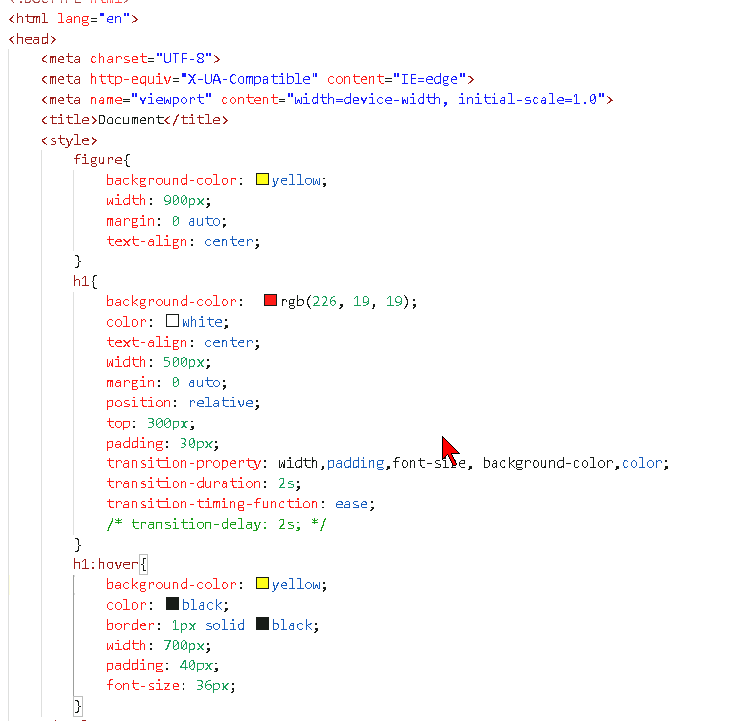 <!DOCTYPE html>
<html lang="en">
<head>
    <meta charset="UTF-8">
    <meta http-equiv="X-UA-Compatible" content="IE=edge">
    <meta name="viewport" content="width=device-width, initial-scale=1.0">
    <title>Document</title>
    <style>
        figure{
            background-color: yellow;
            width: 900px;
            margin: 0 auto;
            text-align: center;
        }
        h1{
            background-color:  rgb(226, 19, 19);
            color: white;
            text-align: center;
            width: 500px;
            margin: 0 auto;
            position: relative;
            top: 300px;
            padding: 30px;
            transition-property: width,padding,font-size, background-color,color;
            transition-duration: 2s;
            transition-timing-function: ease;
            /* transition-delay: 2s; */
        }
        h1:hover{
            background-color: yellow;
            color: black;
            border: 1px solid black;
            width: 700px;
            padding: 40px;
            font-size: 36px;
        }